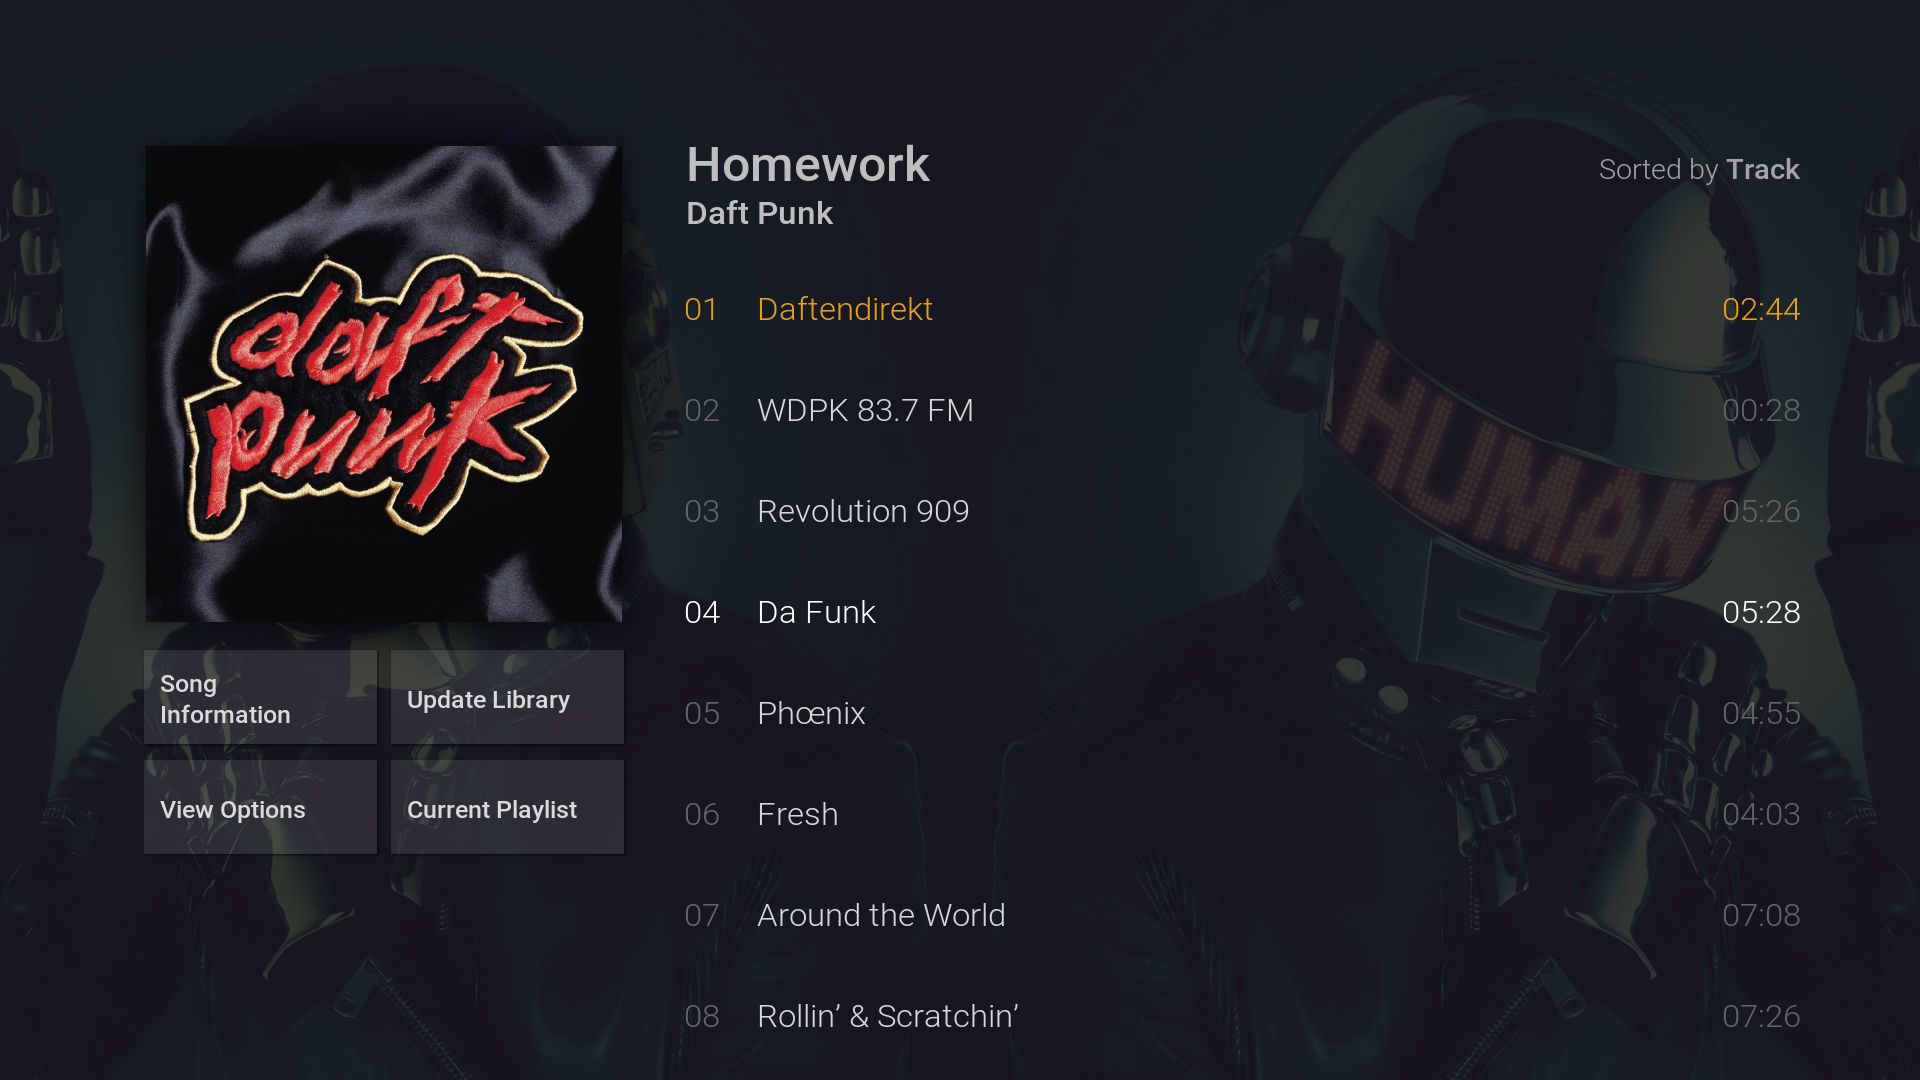 daft
punk
Song
Information
Update Library
View Options
Current Playlist
Homework
Daft Punk
Sorted by Track
01 Daftendirekt 02:44
02 WDPK 83.7 FM 00:28
03 Revolution 909 05:26
04 Da Funk 05:28
05 Phœnix 04:55
06 Fresh 04:03
07 Around the World 07:08
08 Rollin’ & Scratchin’ 07:26
HUMAN